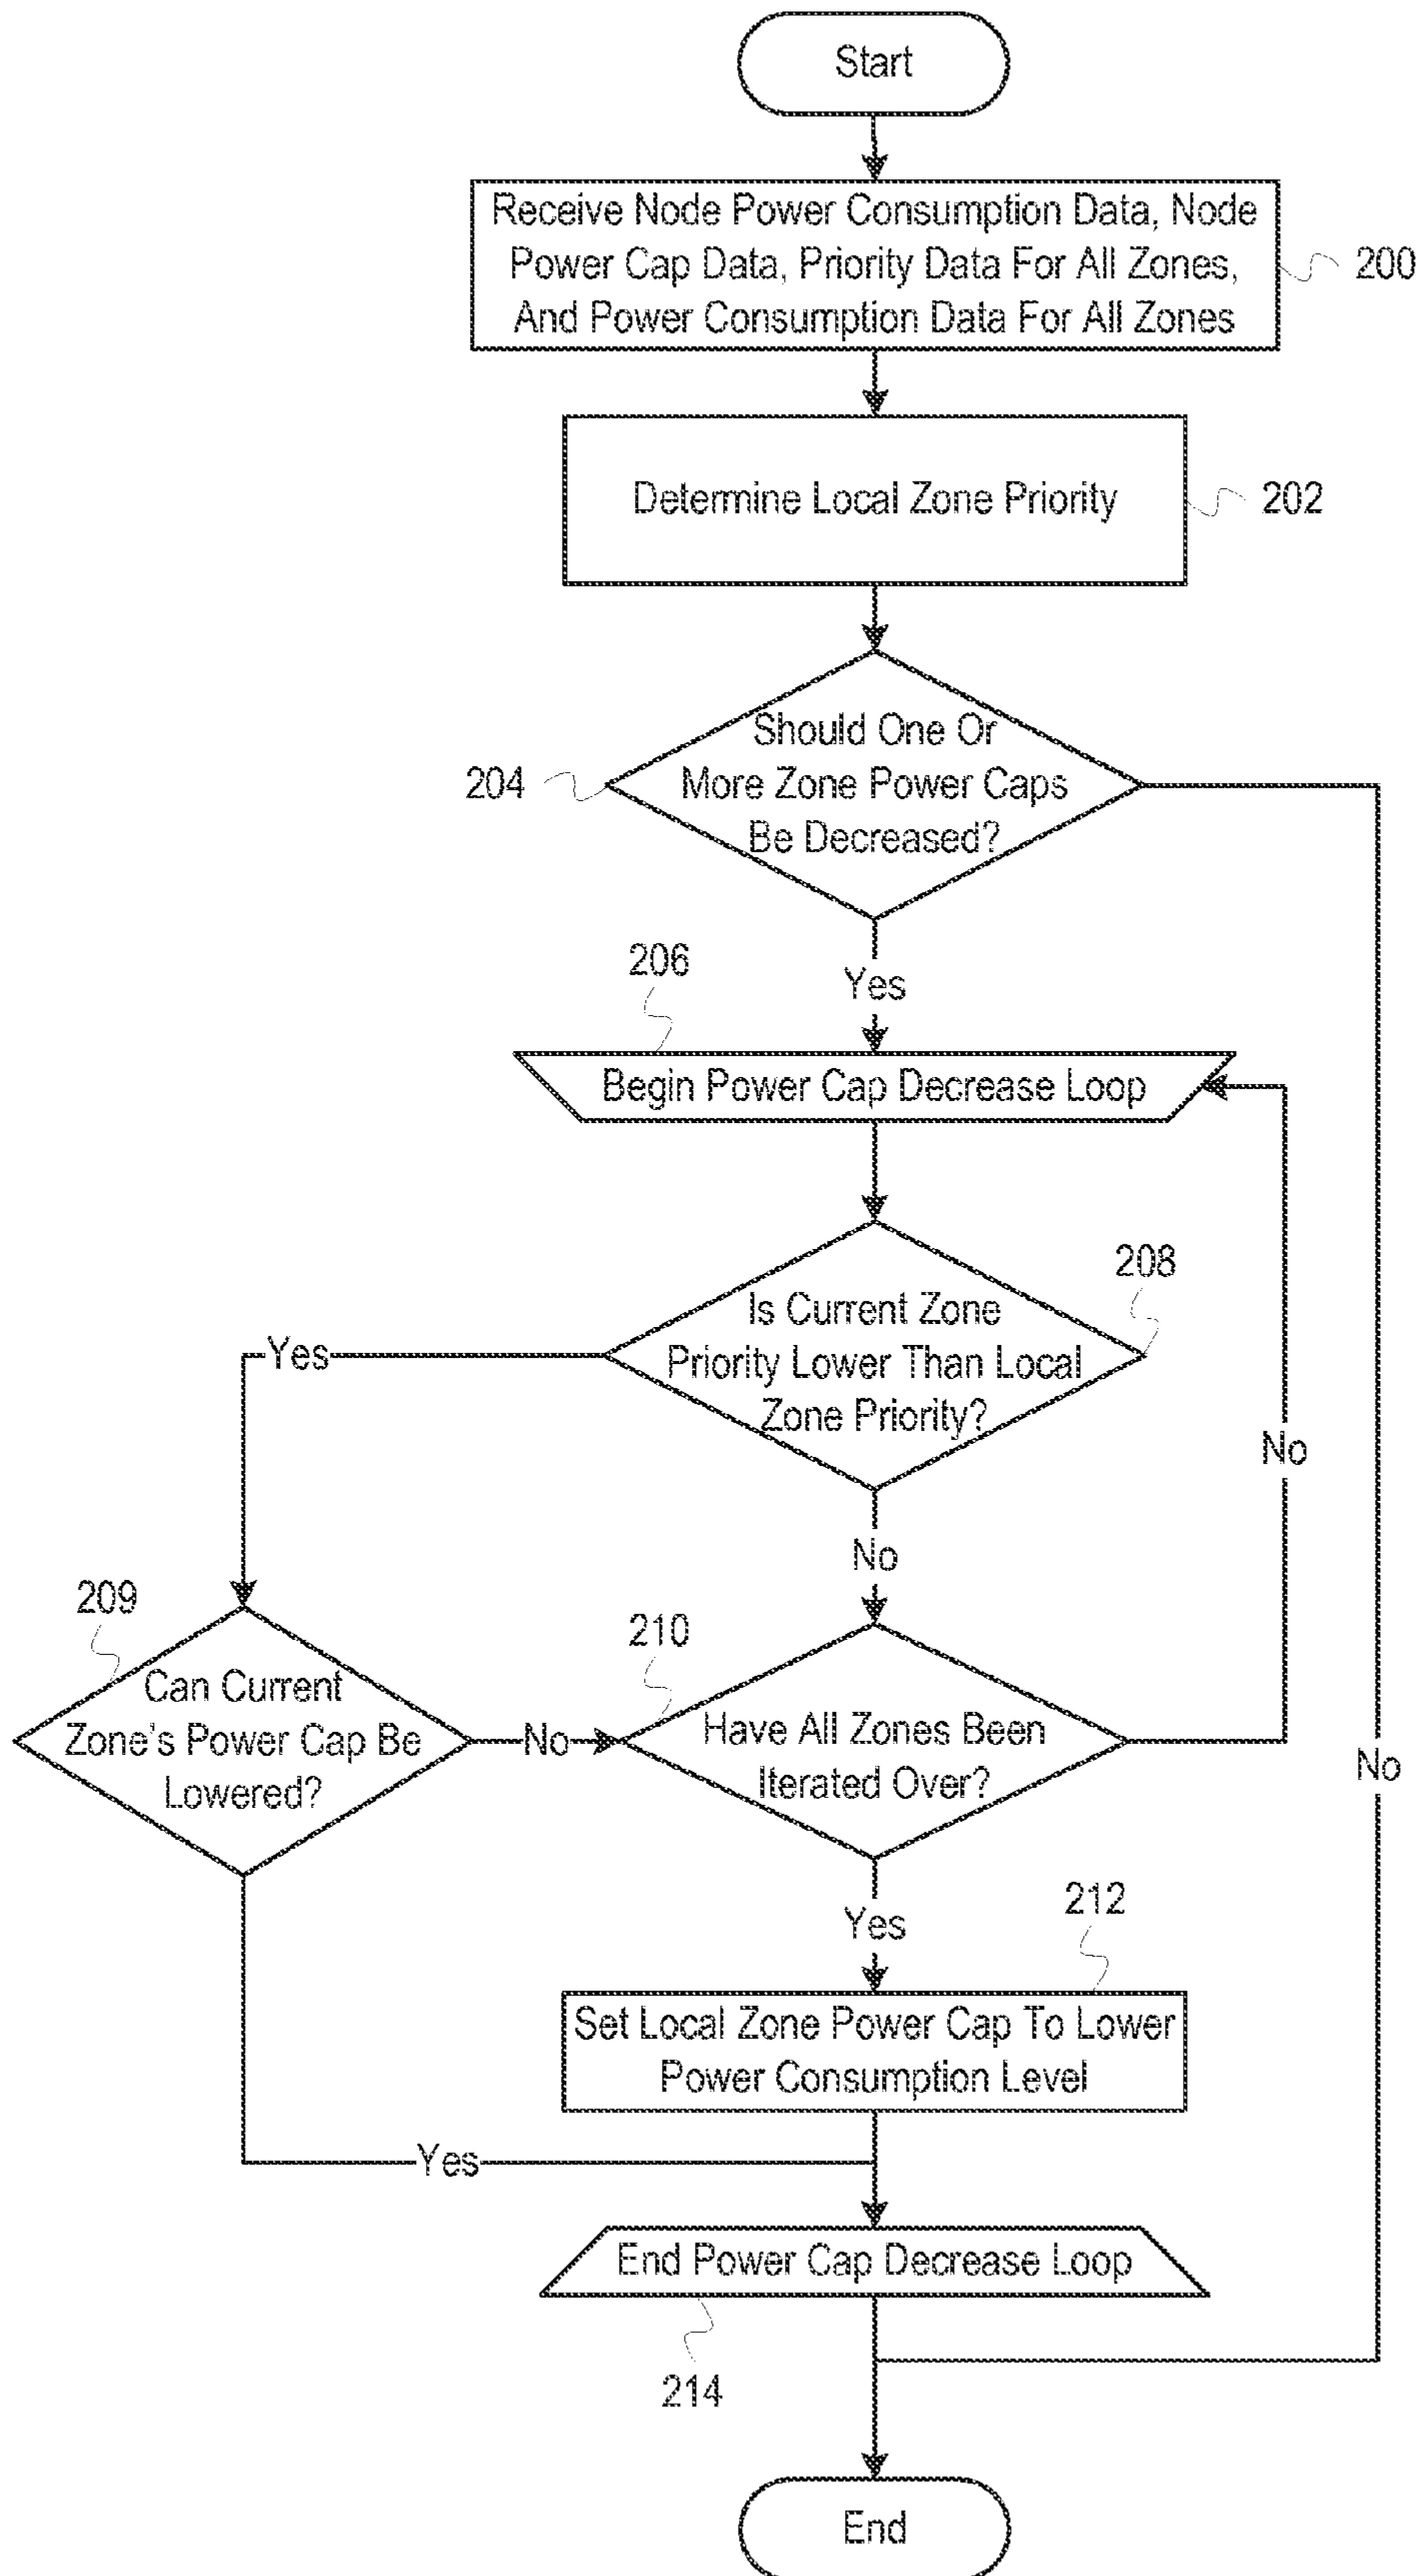 Start
Receive Node Power Consumption Data, Node
Power Cap Data, Priority Data For All Zones,
And Power Consumption Data For All Zones
200
Determine Local Zone Priority
202
Should One Or
More Zone Power Caps
Be Decreased?
204
Yes
206
Begin Power Cap Decrease Loop
208
Is Current Zone
Priority Lower Than Local
Zone Priority?
Yes
No
No
209
Can Current
Zone's Power Cap Be
Lowered?
No
210
Have All Zones Been
Iterated Over?
No
Yes
212
Set Local Zone Power Cap To Lower
Power Consumption Level
Yes
End Power Cap Decrease Loop
214
End